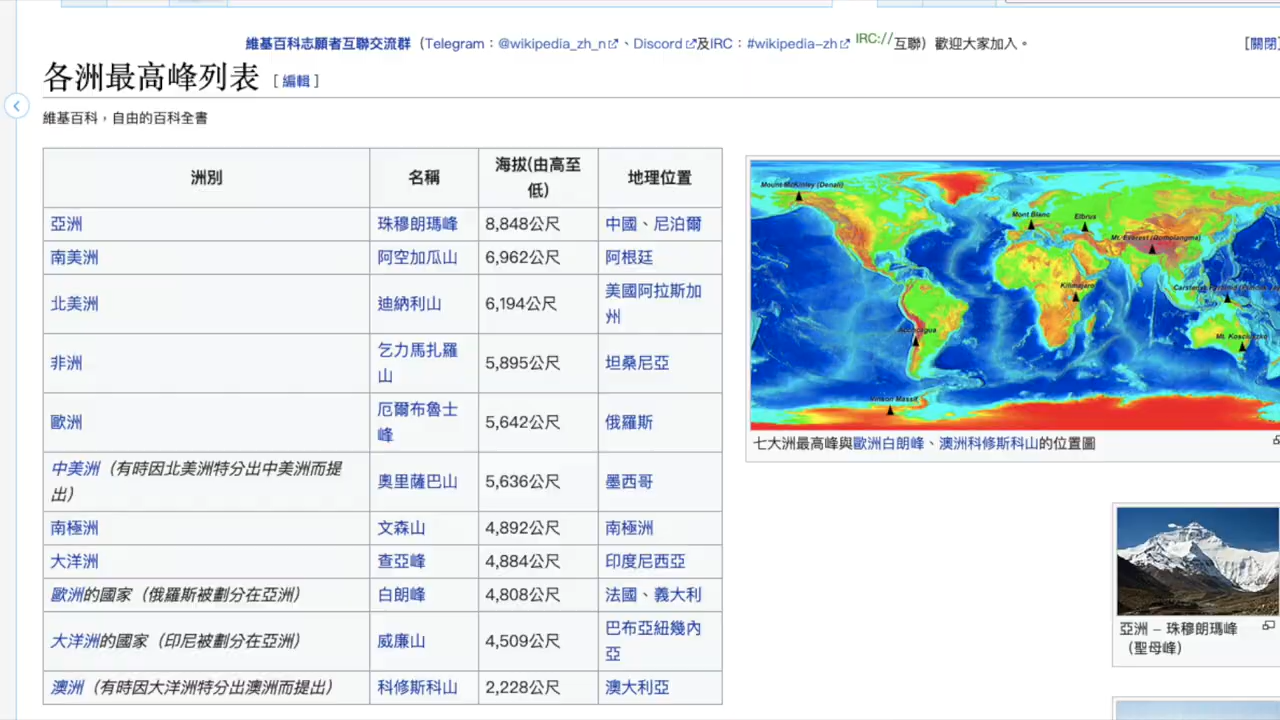 維基百科志願者互聯交流群（Telegram：@wikipedia_zh_n、Discord及IRC：#wikipedia-zh IRC://互聯）歡迎大家加入。
[關閉]
各洲最高峰列表 [編輯]
維基百科，自由的百科全書
洲別 名稱 海拔(由高至低) 地理位置
亞洲 珠穆朗瑪峰 8,848公尺 中國、尼泊爾
南美洲 阿空加瓜山 6,962公尺 阿根廷
北美洲 迪納利山 6,194公尺 美國阿拉斯加州
非洲 乞力馬扎羅山 5,895公尺 坦桑尼亞
歐洲 厄爾布魯士峰 5,642公尺 俄羅斯
中美洲（有時因北美洲特分出中美洲而提出） 奧里薩巴山 5,636公尺 墨西哥
南極洲 文森山 4,892公尺 南極洲
大洋洲 查亞峰 4,884公尺 印度尼西亞
歐洲的國家（俄羅斯被劃分在亞洲） 白朗峰 4,808公尺 法國、義大利
大洋洲的國家（印尼被劃分在亞洲） 威廉山 4,509公尺 巴布亞紐幾內亞
澳洲（有時因大洋洲特分出澳洲而提出） 科修斯科山 2,228公尺 澳大利亞
Mount McKinley (Denali)
Mont Blanc
Elbrus
Mt. Everest (Qomolangma)
Kilimajaro
Aconcagua
Mt. Kosciuszko
Vinson Massif
七大洲最高峰與歐洲白朗峰、澳洲科修斯科山的位置圖
亞洲 – 珠穆朗瑪峰
（聖母峰）